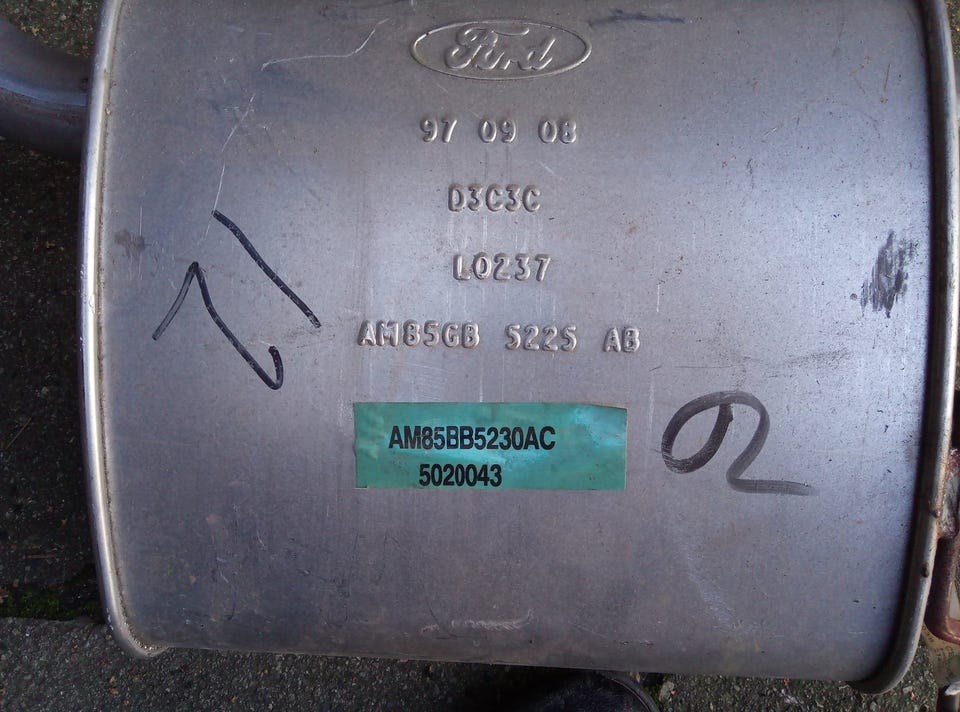 Ford
97 09 08
D3C3C
L0237
AM85GB 5225 AB
AM85BB5230AC
5020043